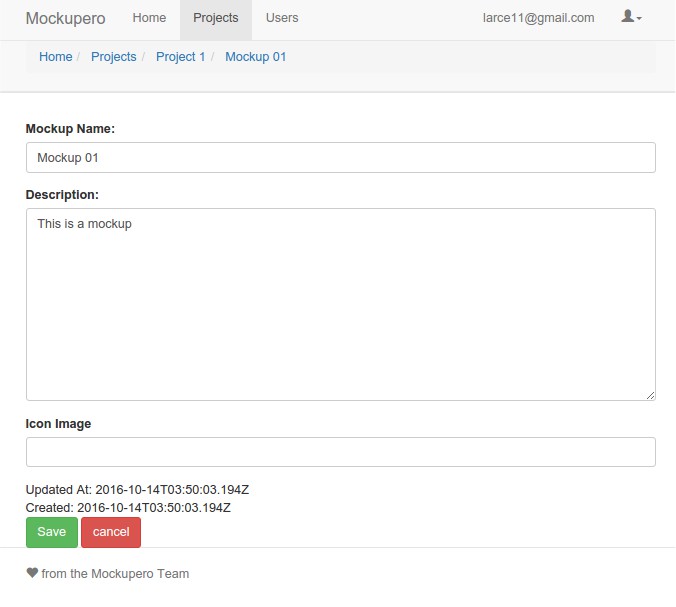 Mockupero Home Projects Users larce11@gmail.com
Home / Projects / Project 1 / Mockup 01
Mockup Name:
Mockup 01
Description:
This is a mockup
Icon Image
Updated At: 2016-10-14T03:50:03.194Z
Created: 2016-10-14T03:50:03.194Z
Save cancel
from the Mockupero Team